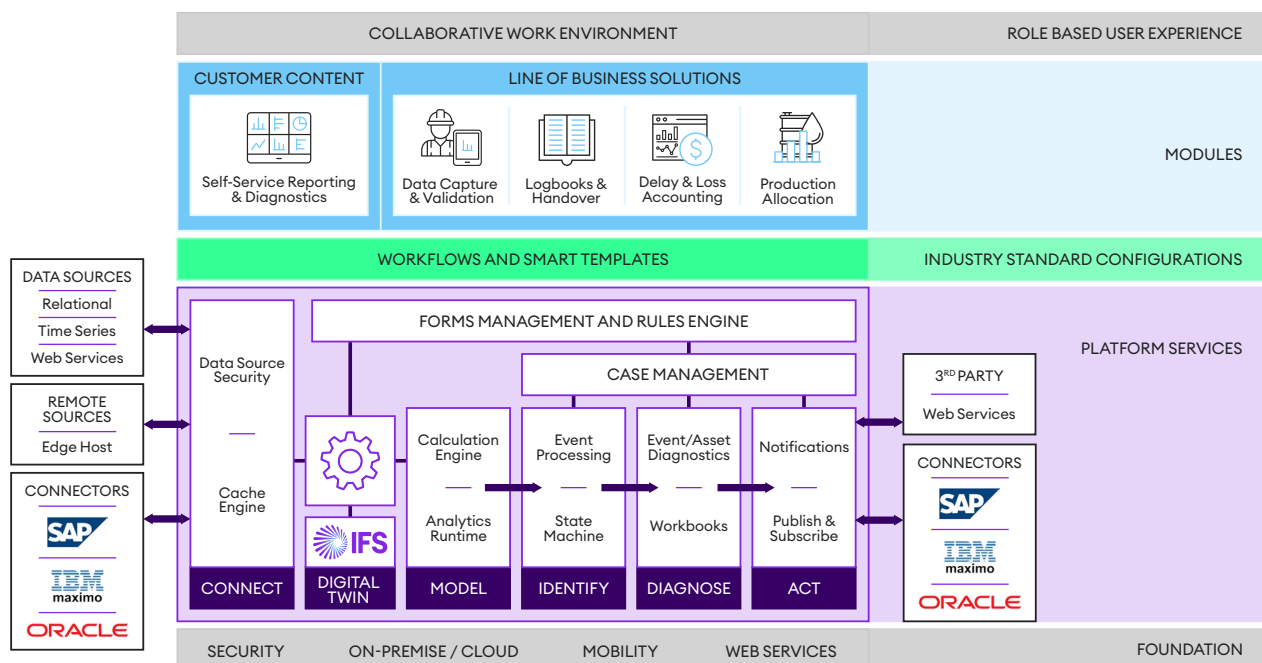 COLLABORATIVE WORK ENVIRONMENT
ROLE BASED USER EXPERIENCE
CUSTOMER CONTENT
LINE OF BUSINESS SOLUTIONS
Self-Service Reporting
& Diagnostics
Data Capture
& Validation
Logbooks &
Handover
Delay & Loss
Accounting
Production
Allocation
MODULES
WORKFLOWS AND SMART TEMPLATES
INDUSTRY STANDARD CONFIGURATIONS
DATA SOURCES
Relational
Time Series
Web Services
REMOTE
SOURCES
Edge Host
CONNECTORS
SAP
IBM
maximo
ORACLE
Data Source
Security
Cache
Engine
CONNECT
FORMS MANAGEMENT AND RULES ENGINE
CASE MANAGEMENT
IFS
DIGITAL
TWIN
Calculation
Engine
Analytics
Runtime
MODEL
Event
Processing
State
Machine
IDENTIFY
Event/Asset
Diagnostics
Workbooks
DIAGNOSE
Notifications
Publish &
Subscribe
ACT
PLATFORM SERVICES
3RD PARTY
Web Services
CONNECTORS
SAP
IBM
maximo
ORACLE
SECURITY
ON-PREMISE / CLOUD
MOBILITY
WEB SERVICES
FOUNDATION